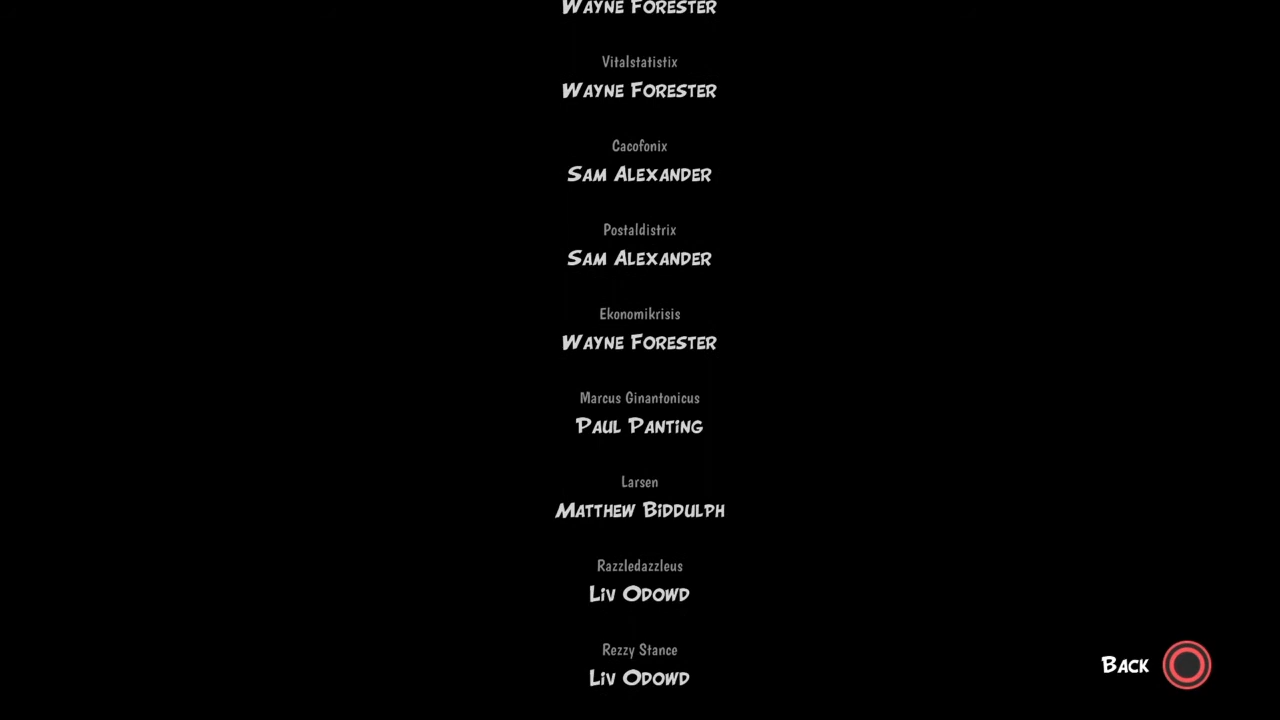 Wayne Forester
Vitalstatistix
Wayne Forester
Cacofonix
Sam Alexander
Postaldistrix
Sam Alexander
Ekonomikrisis
Wayne Forester
Marcus Ginantonicus
Paul Panting
Larsen
Matthew Biddulph
Razzledazzleus
Liv Odowd
Rezzy Stance
Liv Odowd
Back